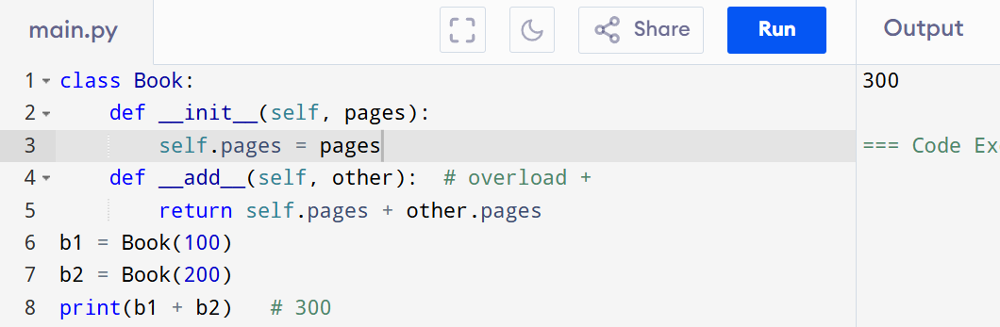 main.py Share Run Output
1 class Book:
2     def __init__(self, pages):
3         self.pages = pages
4     def __add__(self, other):  # overload +
5         return self.pages + other.pages
6 b1 = Book(100)
7 b2 = Book(200)
8 print(b1 + b2)   # 300
300
=== Code Ex